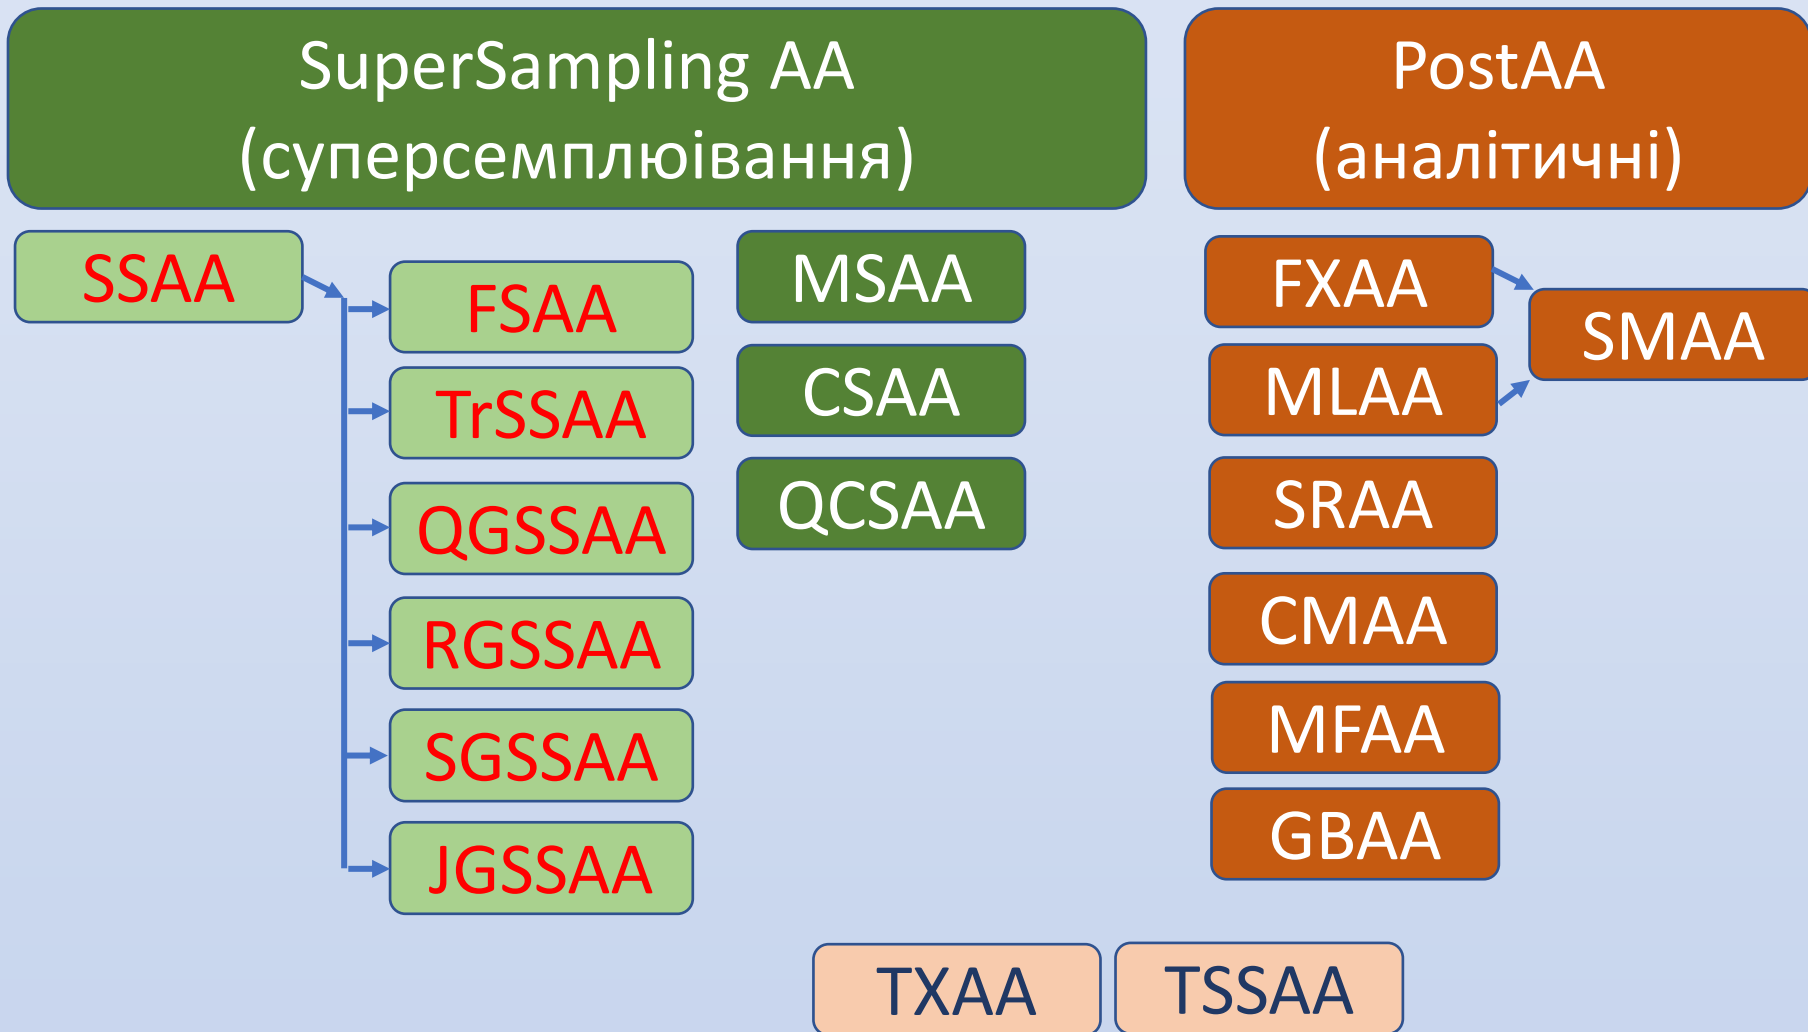 SuperSampling AA
(суперсемплюівання)
PostAA
(аналітичні)
SSAA
FSAA
TrSSAA
QGSSAA
RGSSAA
SGSSAA
JGSSAA
MSAA
CSAA
QCSAA
FXAA
MLAA
SRAA
CMAA
MFAA
GBAA
SMAA
TXAA
TSSAA